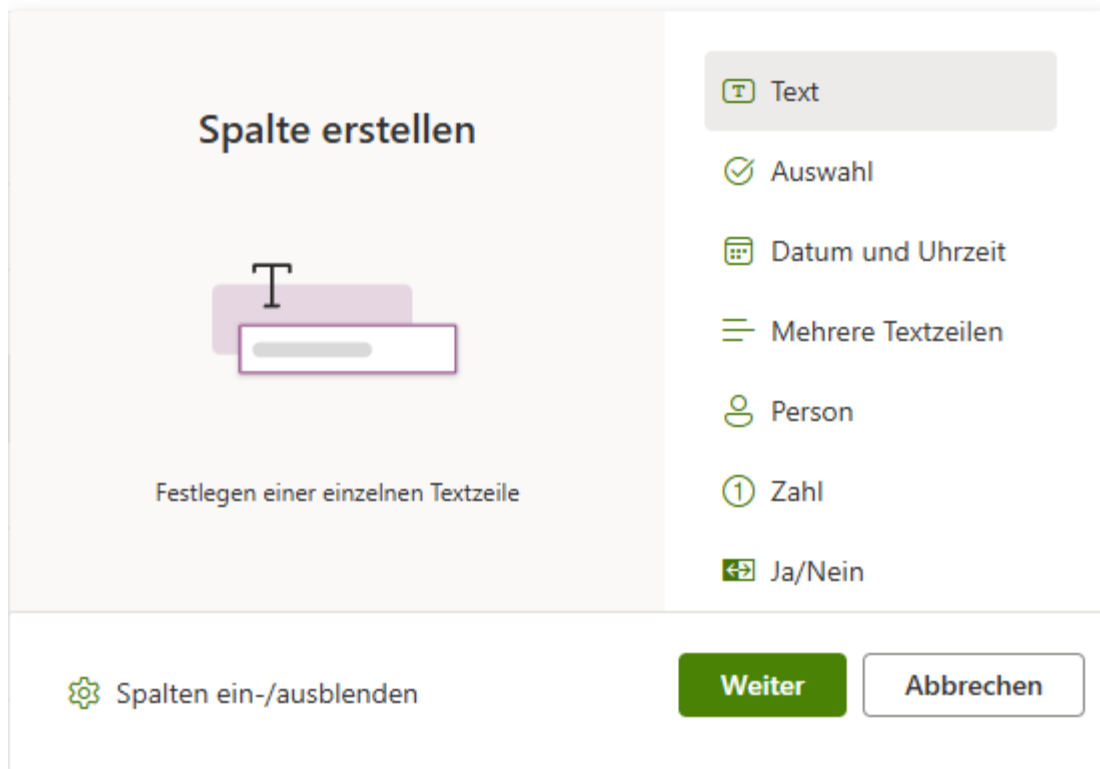 Spalte erstellen
Festlegen einer einzelnen Textzeile
Text
Auswahl
Datum und Uhrzeit
Mehrere Textzeilen
Person
Zahl
Ja/Nein
Spalten ein-/ausblenden
Weiter
Abbrechen